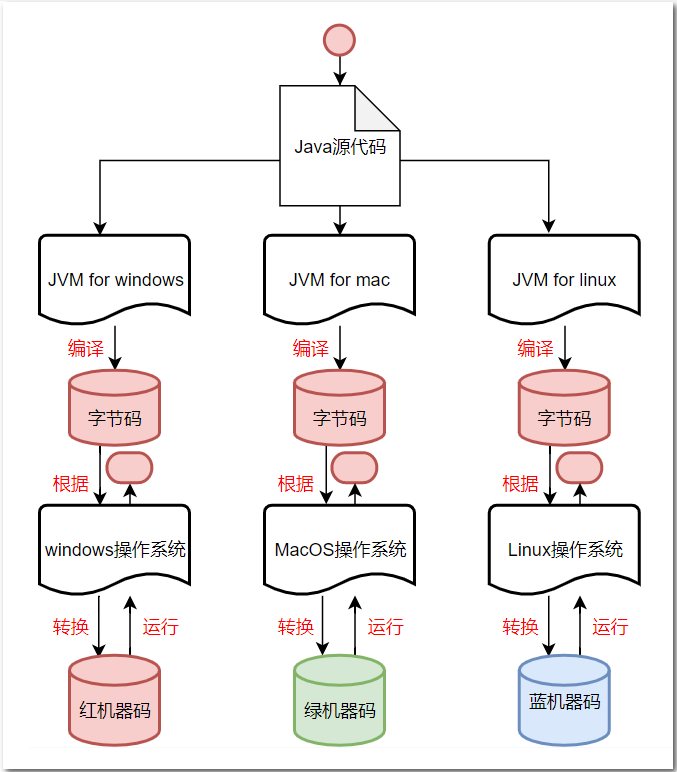 Java源代码
JVM for windows
JVM for mac
JVM for linux
编译
编译
编译
字节码
字节码
字节码
根据
根据
根据
windows操作系统
MacOS操作系统
Linux操作系统
转换
运行
转换
运行
转换
运行
红机器码
绿机器码
蓝机器码